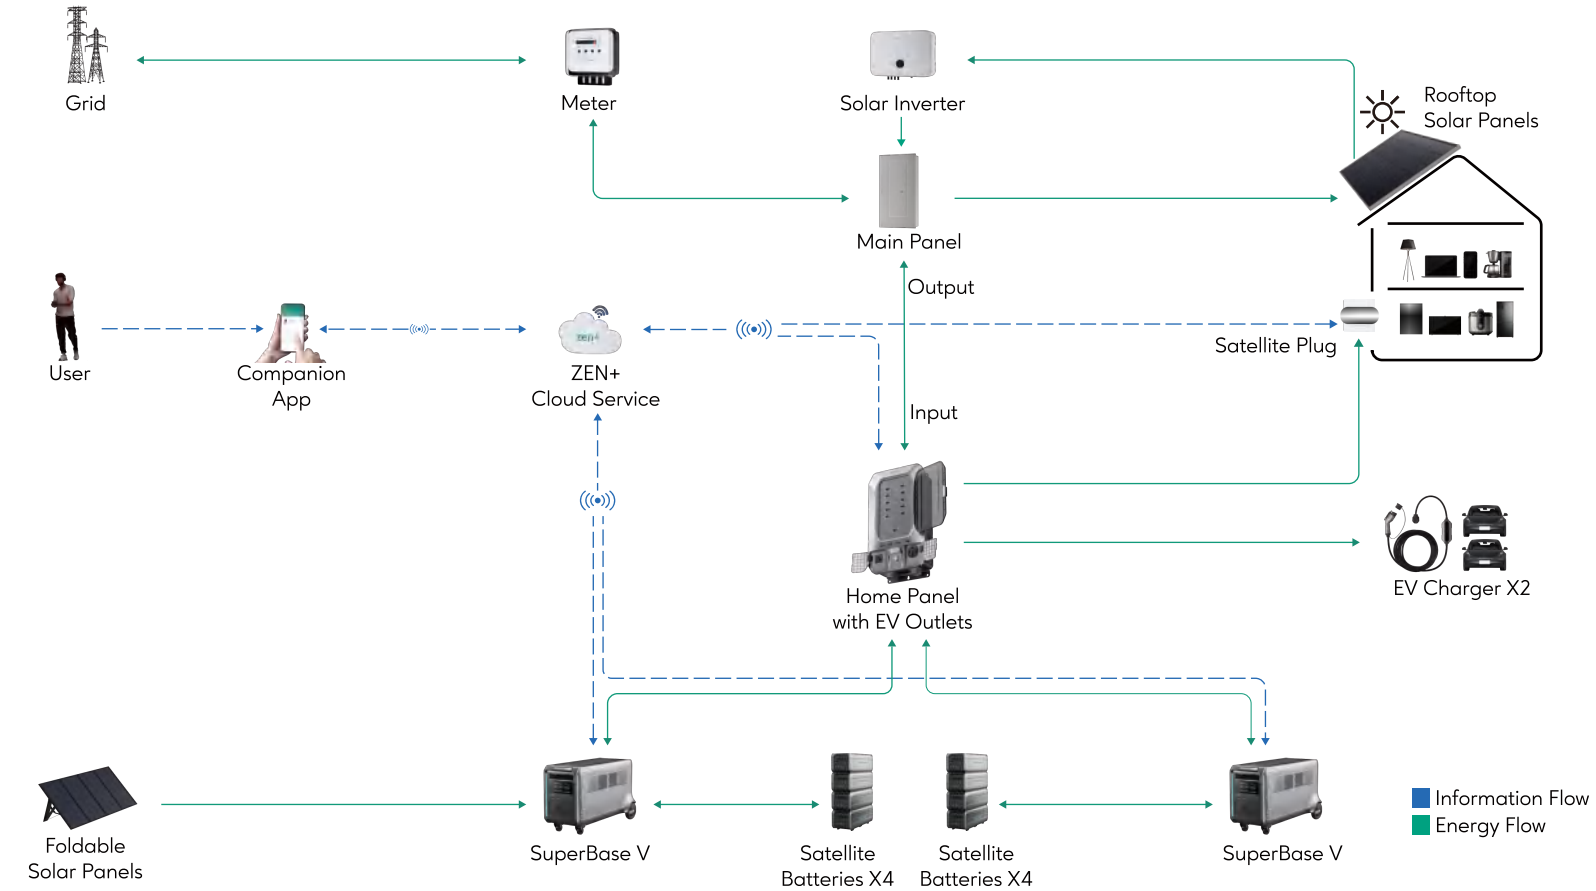 Grid
Meter
Solar Inverter
Rooftop
Solar Panels
Main Panel
Output
User
Companion
App
ZEN+
Cloud Service
Satellite Plug
Input
Home Panel
with EV Outlets
EV Charger X2
Foldable
Solar Panels
SuperBase V
Satellite
Batteries X4
Satellite
Batteries X4
SuperBase V
Information Flow
Energy Flow